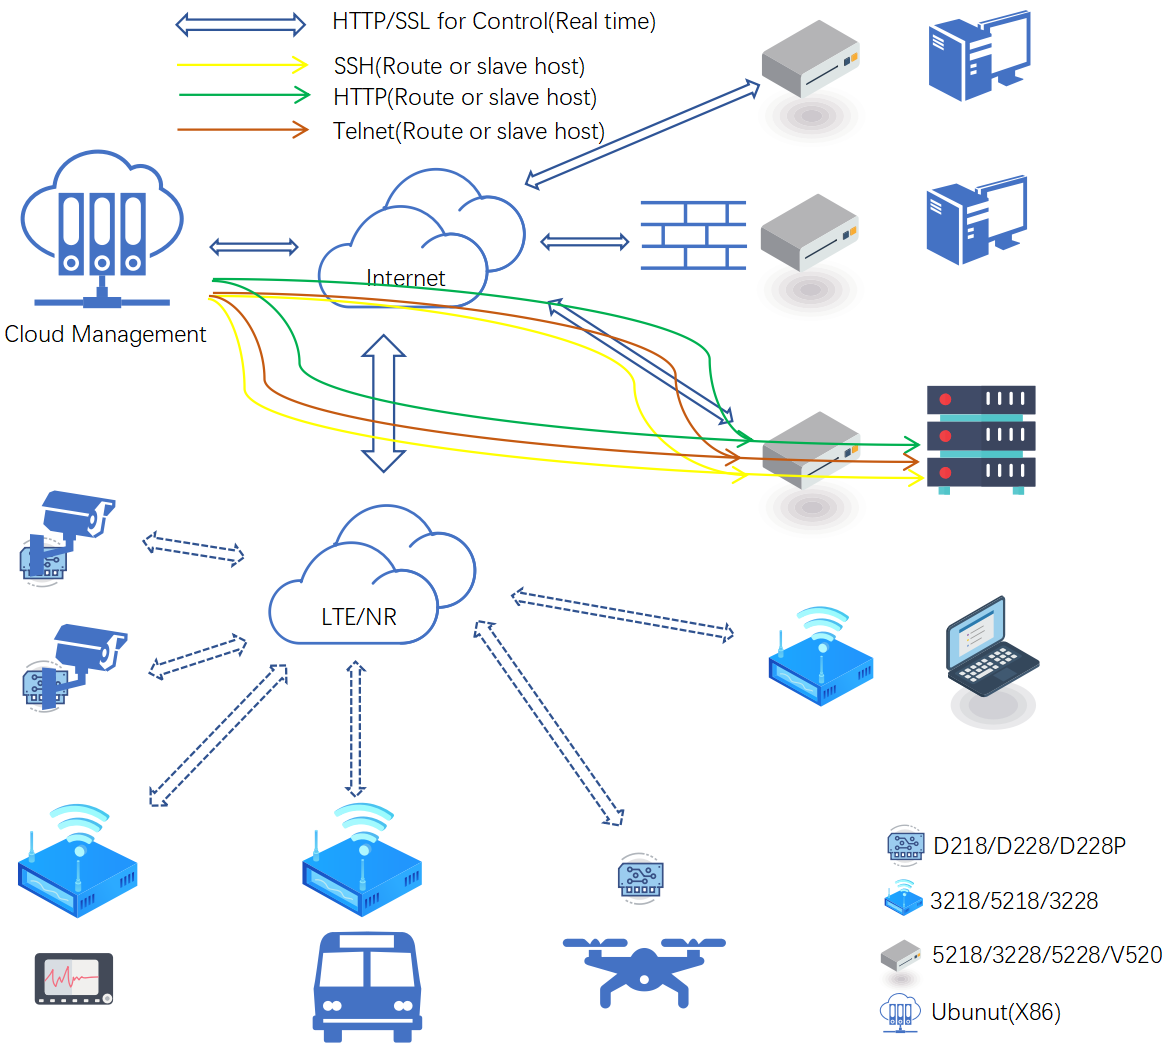 HTTP/SSL for Control(Real time)
SSH(Route or slave host)
HTTP(Route or slave host)
Telnet(Route or slave host)
Internet
Cloud Management
LTE/NR
D218/D228/D228P
3218/5218/3228
5218/3228/5228/V520
Ubunut(X86)